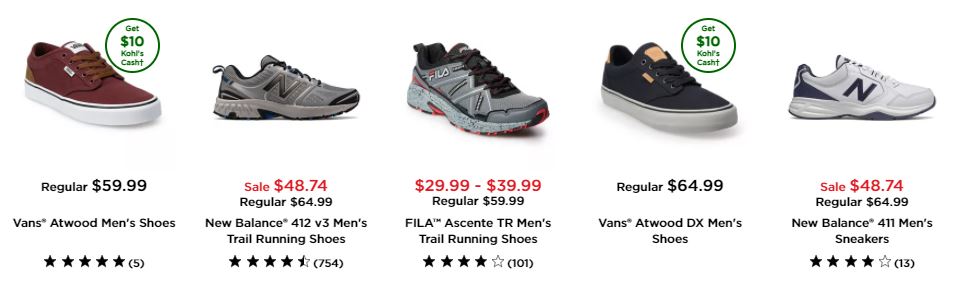 Get
$10
Kohl's
Cash†
Get
$10
Kohl's
Cash†
FILA
Regular $59.99
Sale $48.74
Regular $64.99
$29.99 - $39.99
Regular $59.99
Regular $64.99
Sale $48.74
Regular $64.99
Vans® Atwood Men's Shoes
New Balance® 412 v3 Men's
Trail Running Shoes
FILA™ Ascente TR Men's
Trail Running Shoes
Vans® Atwood DX Men's
Shoes
New Balance® 411 Men's
Sneakers
(5)
(754)
(101)
(13)